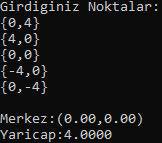 Girdiginiz Noktalar:
{0,4}
{4,0}
{0,0}
{-4,0}
{0,-4}
Merkez:(0.00,0.00)
Yaricap:4.0000